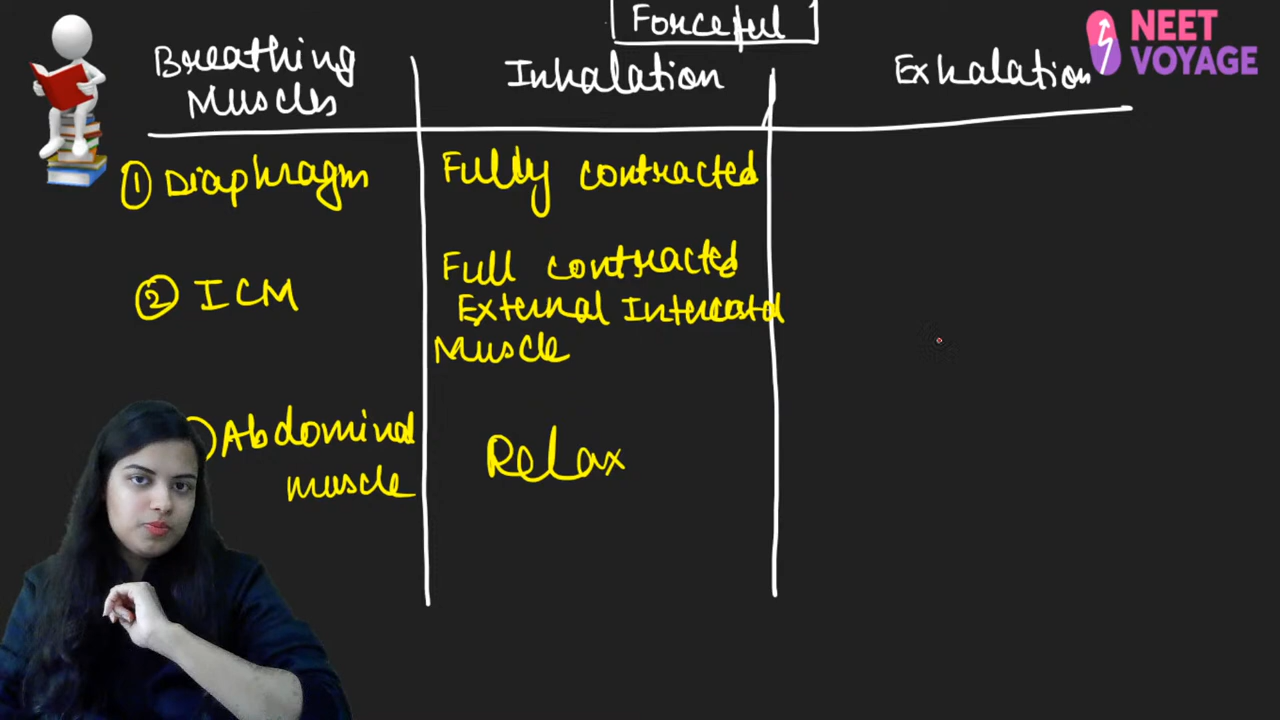 Forceful
NEET
VOYAGE
Breathing
Muscles
Inhalation
Exhalation
① Diaphragm
Fully contracted
② ICM
Full contracted
External Intercostal
Muscle
Abdominal
muscle
Relax